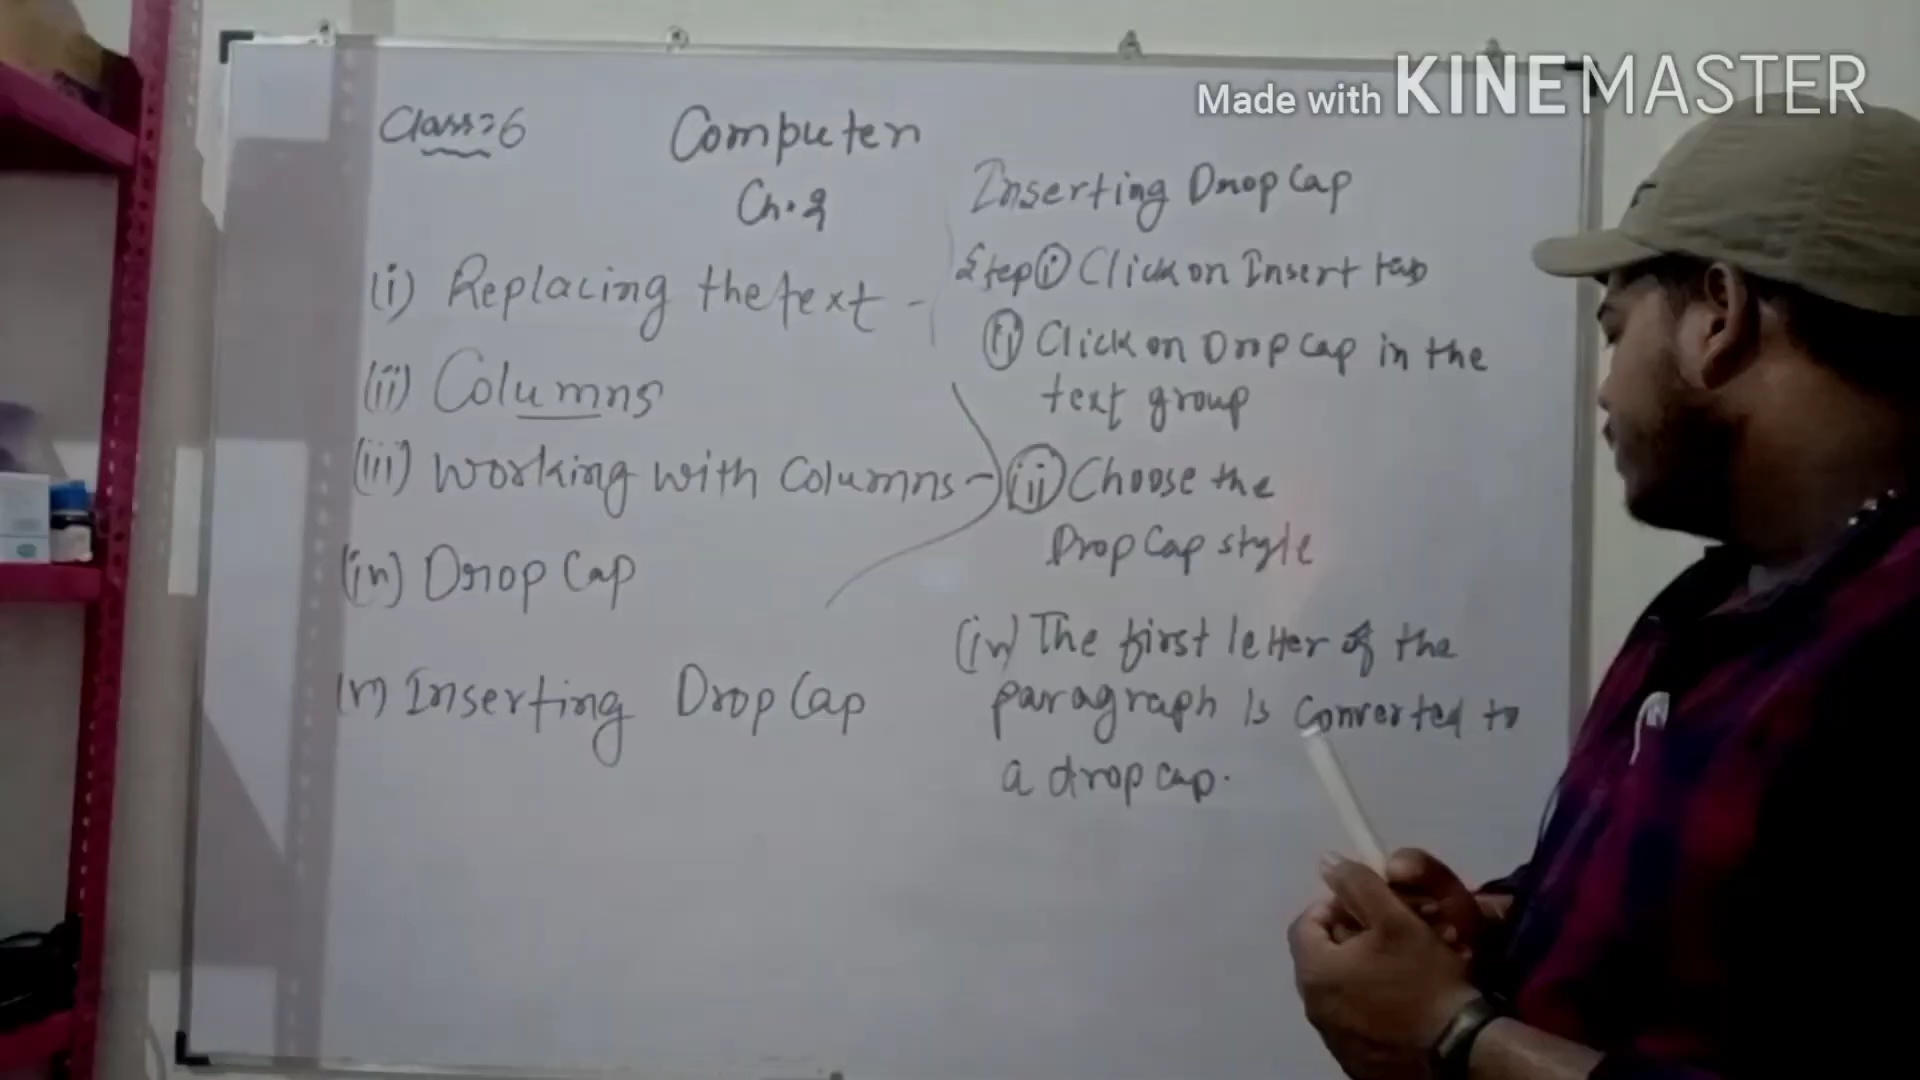 Made with KINEMASTER
Class: 6
Computer
Ch. 2
(i) Replacing the text -
(ii) Columns
(iii) Working with Columns -
(iv) Drop Cap
(v) Inserting Drop Cap
Inserting Drop Cap
Step (i) Click on Insert tab
(ii) Click on Drop Cap in the
text group
(iii) Choose the
Drop Cap style
(iv) The first letter of the
paragraph is converted to
a drop cap.